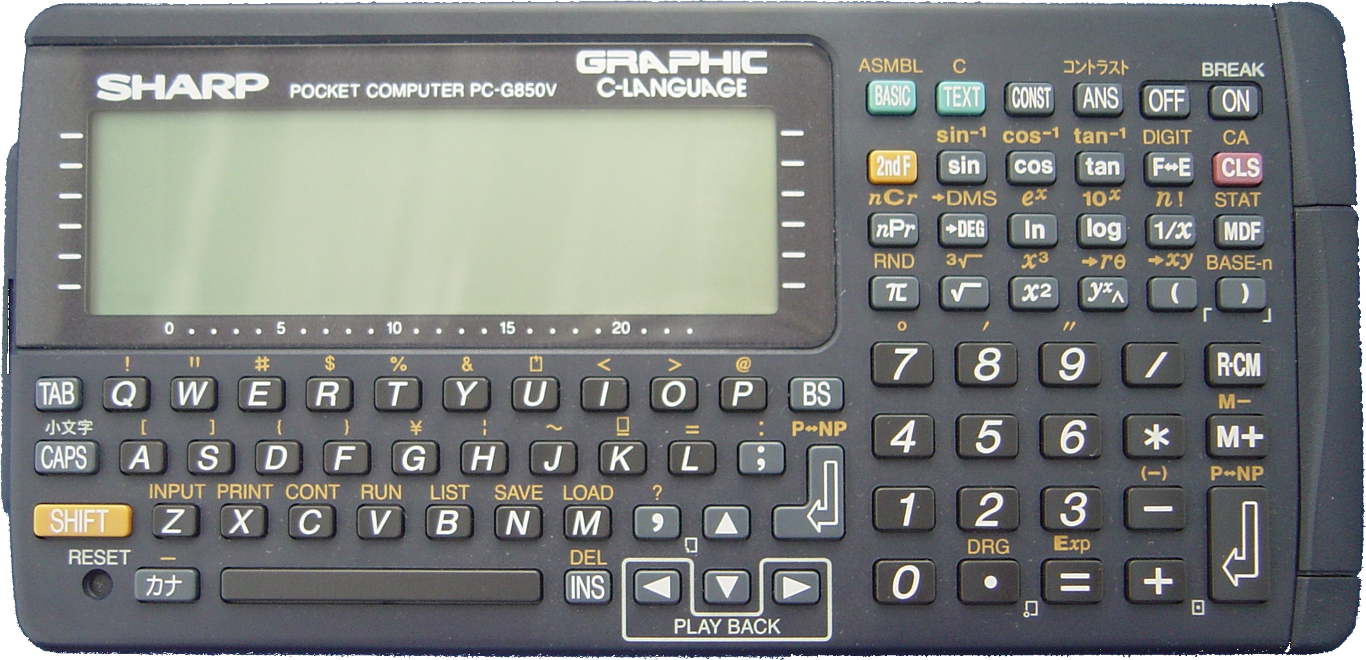 SHARP POCKET COMPUTER PC-G850V GRAPHIC C-LANGUAGE
0 5 10 15 20
ASMBL C コントラスト BREAK
BASIC TEXT CONST ANS OFF ON
sin⁻¹ cos⁻¹ tan⁻¹ DIGIT CA
2nd F sin cos tan F↔E CLS
nCr →DMS eˣ 10ˣ n! STAT
nPr →DEG ln log 1/x MDF
RND ³√ x³ →rθ →xy BASE-n
π √ x² yˣ^ ( )
° ′ ″
7 8 9 / R·CM
M−
4 5 6 * M+
(−) P↔NP
1 2 3 −
DRG Exp
0 • = +
! " # $ % & < > @
TAB Q W E R T Y U I O P BS
小文字 [ ] { } ¥ ¦ ~ = : P↔NP
CAPS A S D F G H J K L ;
INPUT PRINT CONT RUN LIST SAVE LOAD ?
SHIFT Z X C V B N M , ▲
RESET − DEL
カナ INS ◀ ▼ ▶
PLAY BACK